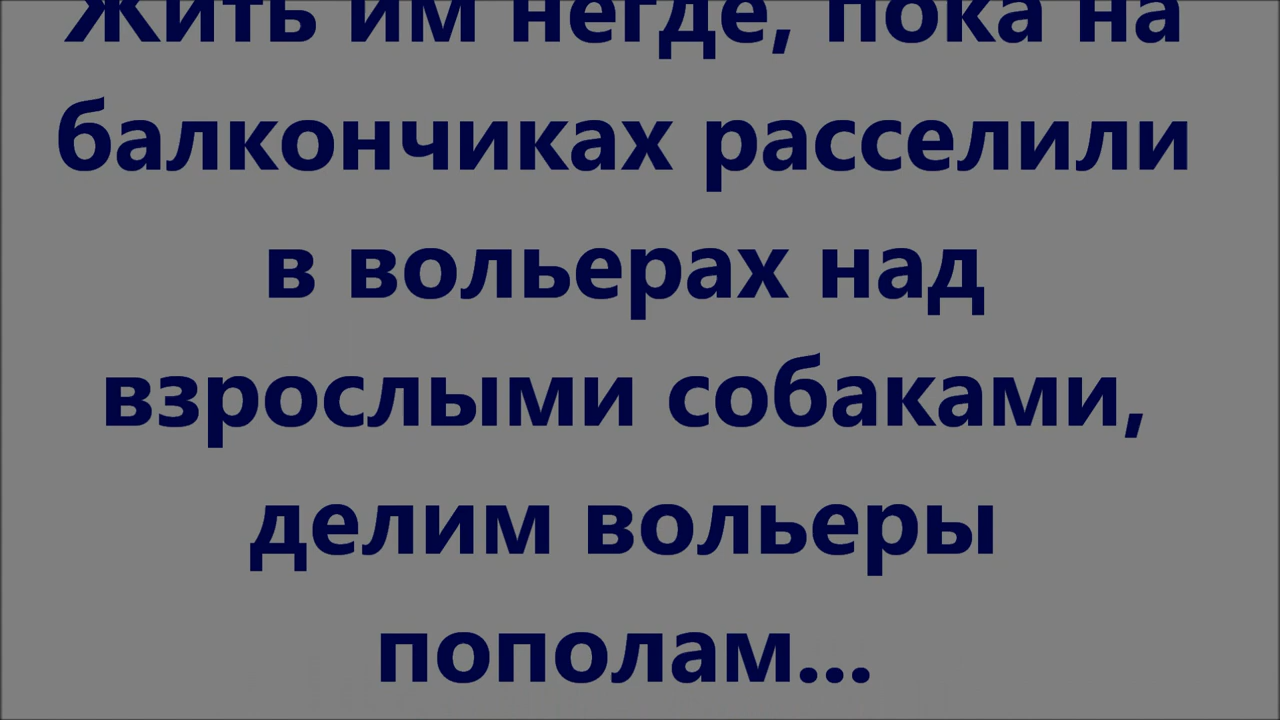 Жить им негде, пока на
балкончиках расселили
в вольерах над
взрослыми собаками,
делим вольеры
пополам...